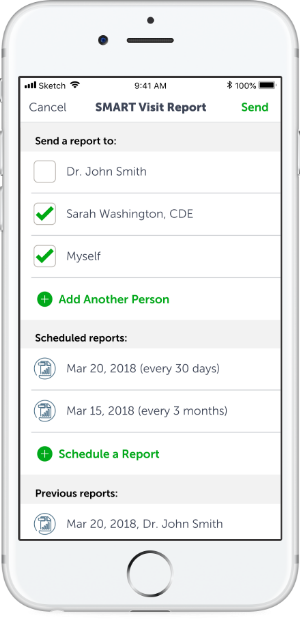 Sketch 9:41 AM 100%
Cancel SMART Visit Report Send
Send a report to:
Dr. John Smith
Sarah Washington, CDE
Myself
Add Another Person
Scheduled reports:
Mar 20, 2018 (every 30 days)
Mar 15, 2018 (every 3 months)
Schedule a Report
Previous reports:
Mar 20, 2018, Dr. John Smith